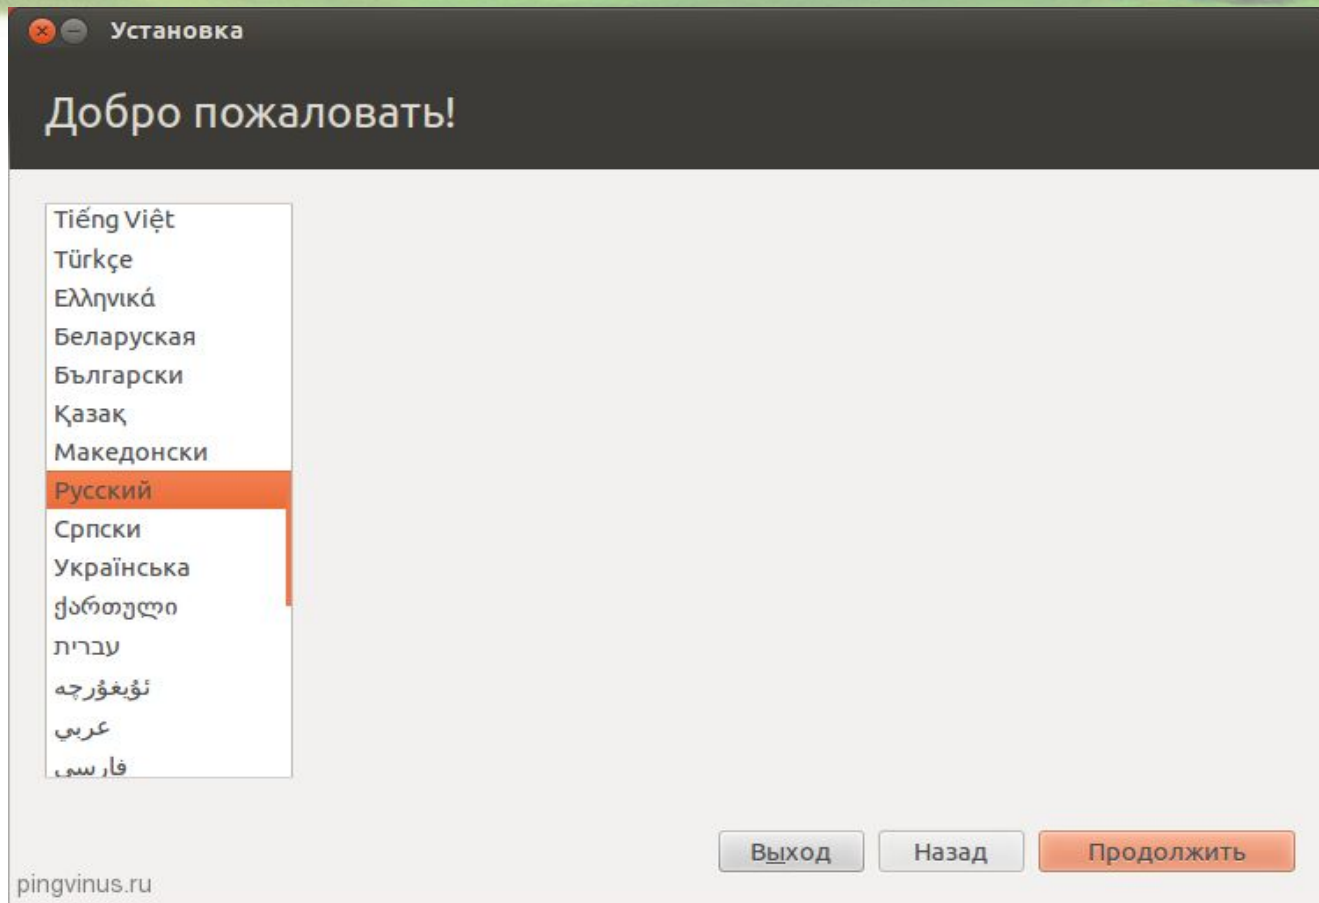 Установка
Добро пожаловать!
Tiếng Việt
Türkçe
Ελληνικά
Беларуская
Български
Қазақ
Македонски
Русский
Српски
Українська
ქართული
עברית
ئۇيغۇرچە
عربي
فارسی
Выход Назад Продолжить
pingvinus.ru